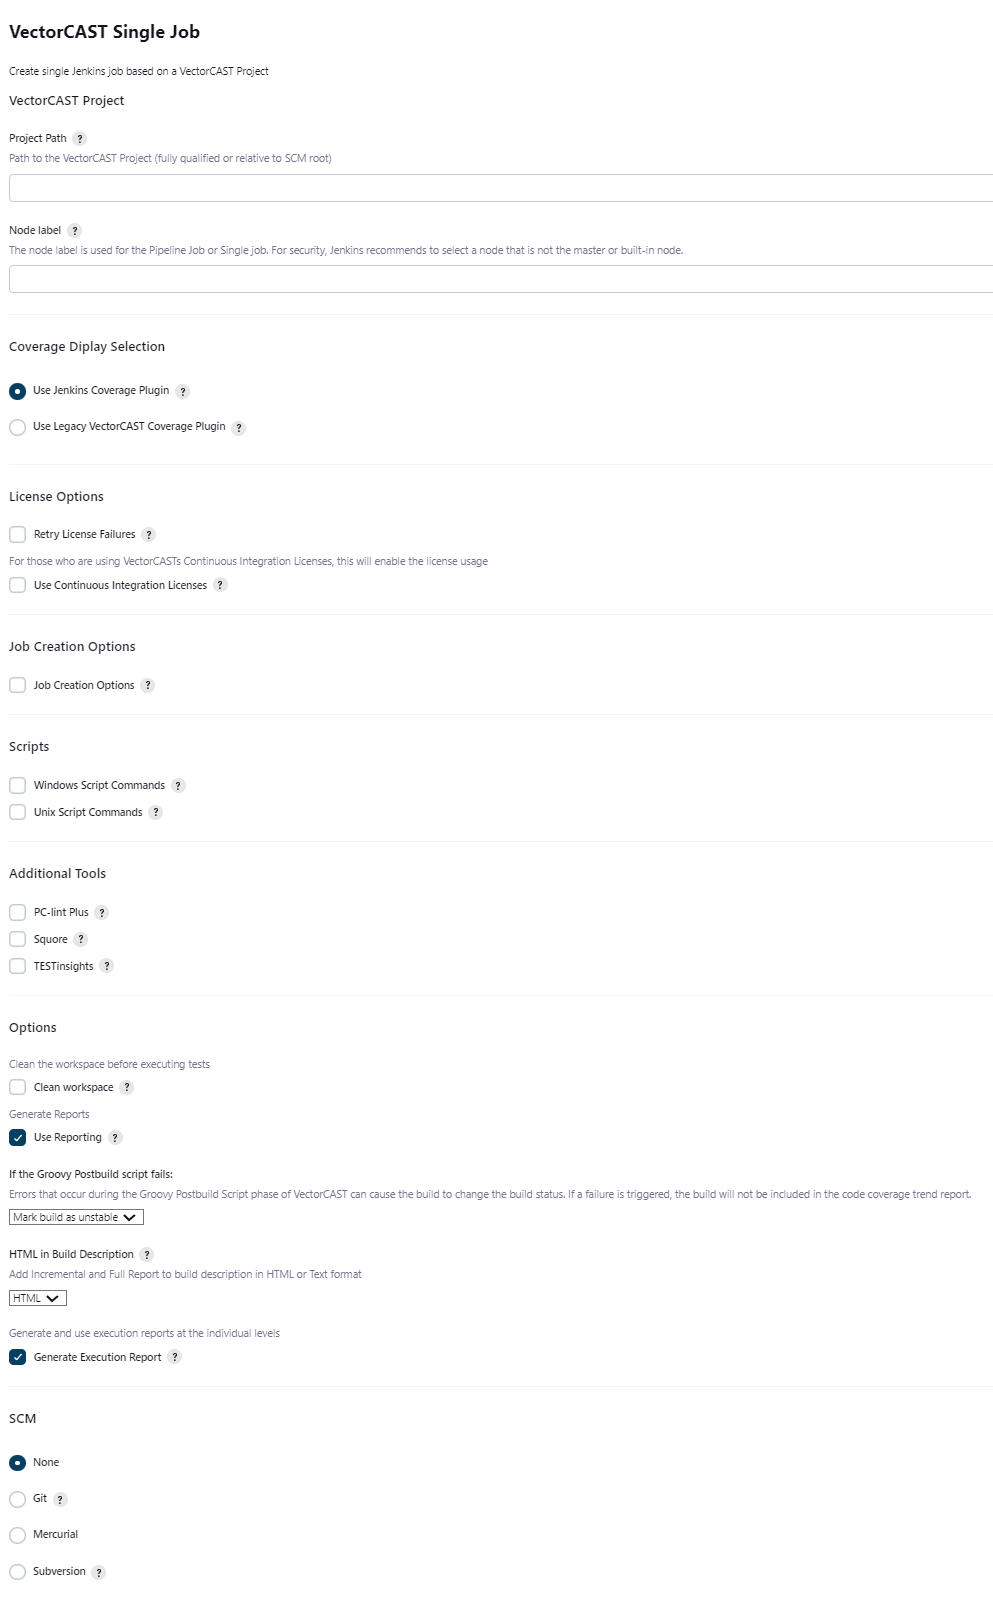 VectorCAST Single Job
Create single Jenkins job based on a VectorCAST Project
VectorCAST Project
Project Path ?
Path to the VectorCAST Project (fully qualified or relative to SCM root)
Node label ?
The node label is used for the Pipeline Job or Single job. For security, Jenkins recommends to select a node that is not the master or built-in node.
Coverage Diplay Selection
Use Jenkins Coverage Plugin ?
Use Legacy VectorCAST Coverage Plugin ?
License Options
Retry License Failures ?
For those who are using VectorCASTs Continuous Integration Licenses, this will enable the license usage
Use Continuous Integration Licenses ?
Job Creation Options
Job Creation Options ?
Scripts
Windows Script Commands ?
Unix Script Commands ?
Additional Tools
PC-lint Plus ?
Squore ?
TESTinsights ?
Options
Clean the workspace before executing tests
Clean workspace ?
Generate Reports
Use Reporting ?
If the Groovy Postbuild script fails:
Errors that occur during the Groovy Postbuild Script phase of VectorCAST can cause the build to change the build status. If a failure is triggered, the build will not be included in the code coverage trend report.
Mark build as unstable
HTML in Build Description ?
Add Incremental and Full Report to build description in HTML or Text format
HTML
Generate and use execution reports at the individual levels
Generate Execution Report ?
SCM
None
Git ?
Mercurial
Subversion ?